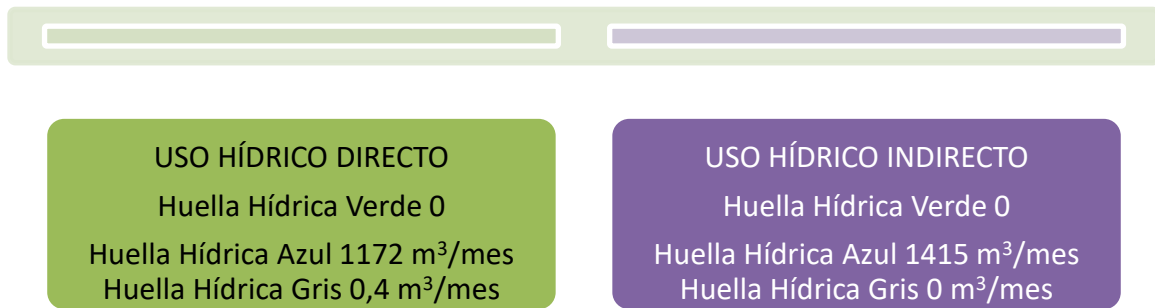 USO HÍDRICO DIRECTO
Huella Hídrica Verde 0
Huella Hídrica Azul 1172 m³/mes
Huella Hídrica Gris 0,4 m³/mes
USO HÍDRICO INDIRECTO
Huella Hídrica Verde 0
Huella Hídrica Azul 1415 m³/mes
Huella Hídrica Gris 0 m³/mes